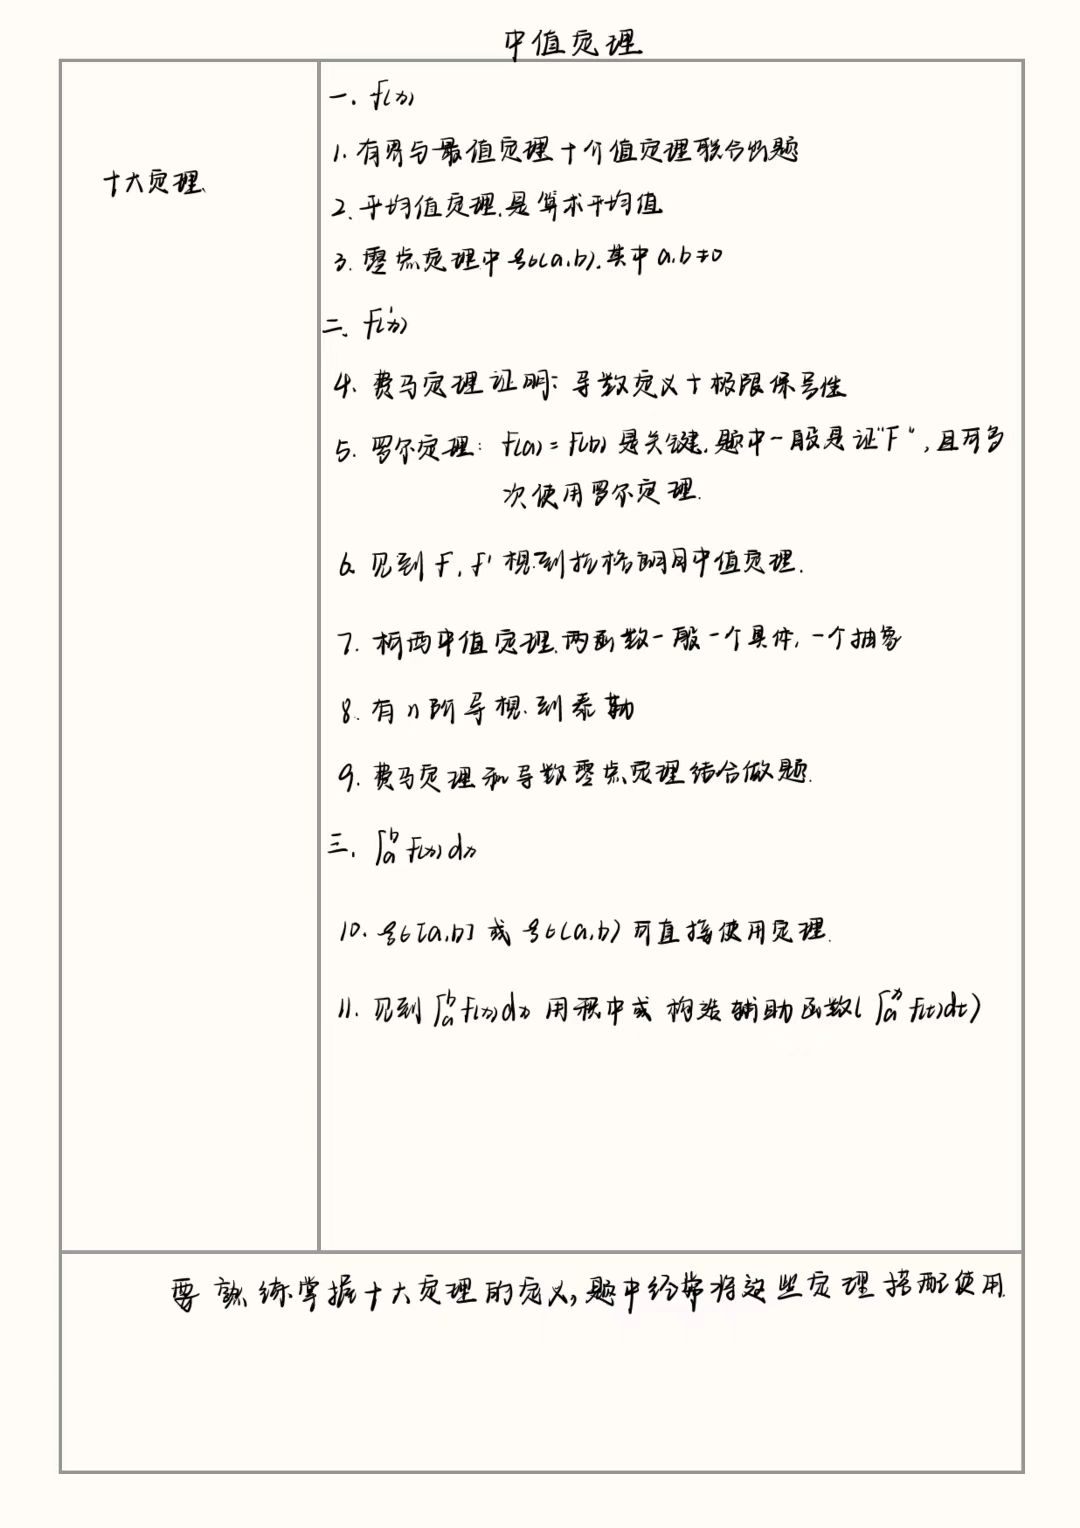 中值定理
十大定理
一. f(x)
1. 有界与最值定理+介值定理联合出题
2. 平均值定理.是算术平均值
3. 零点定理中 ξ∈(a,b),其中 a,b≠0
二. f'(x)
4. 费马定理证明: 导数定义+极限保号性
5. 罗尔定理: F(a)=F(b) 是关键.题中一般是证"F",且可多
次使用罗尔定理.
6. 见到 f, f' 想到拉格朗日中值定理.
7. 柯西中值定理.两函数一般一个具体,一个抽象
8. 有n阶导想到泰勒
9. 费马定理和导数零点定理结合做题.
三. ∫ₐᵇ f(x)dx
10. ξ∈[a,b] 或 ξ∈(a,b) 可直接使用定理.
11. 见到 ∫ₐᵇ f(x)dx 用积中或 构造辅助函数(∫ₐˣ f(t)dt)
要熟练掌握十大定理的定义,题中经常将这些定理搭配使用.